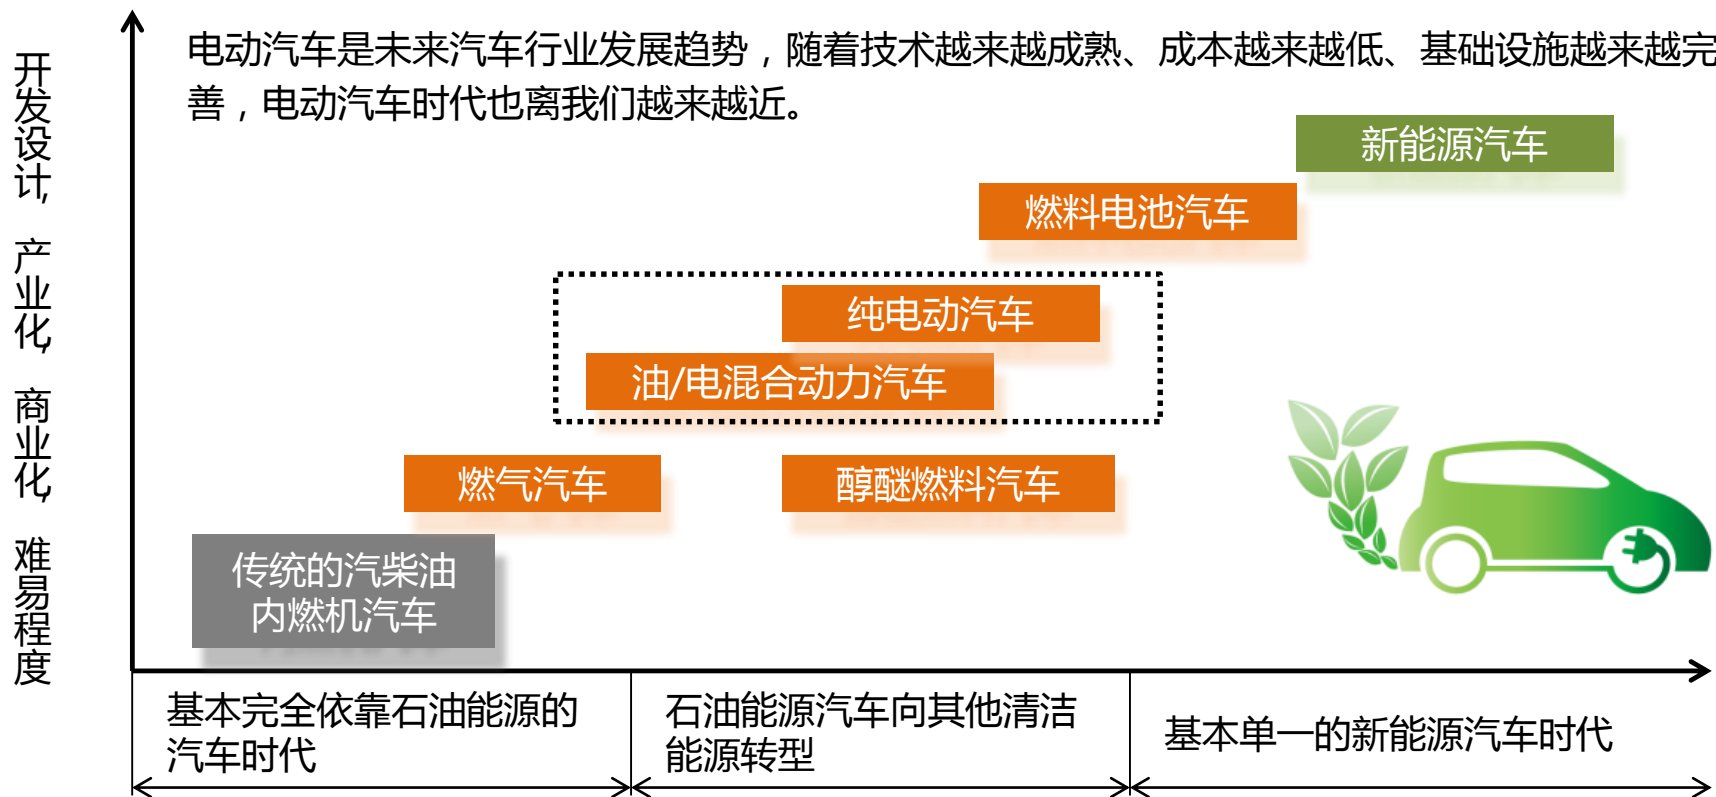 开发设计，产业化，商业化，难易程度
电动汽车是未来汽车行业发展趋势，随着技术越来越成熟、成本越来越低、基础设施越来越完
善，电动汽车时代也离我们越来越近。
新能源汽车
燃料电池汽车
纯电动汽车
油/电混合动力汽车
燃气汽车
醇醚燃料汽车
传统的汽柴油
内燃机汽车
基本完全依靠石油能源的
汽车时代
石油能源汽车向其他清洁
能源转型
基本单一的新能源汽车时代